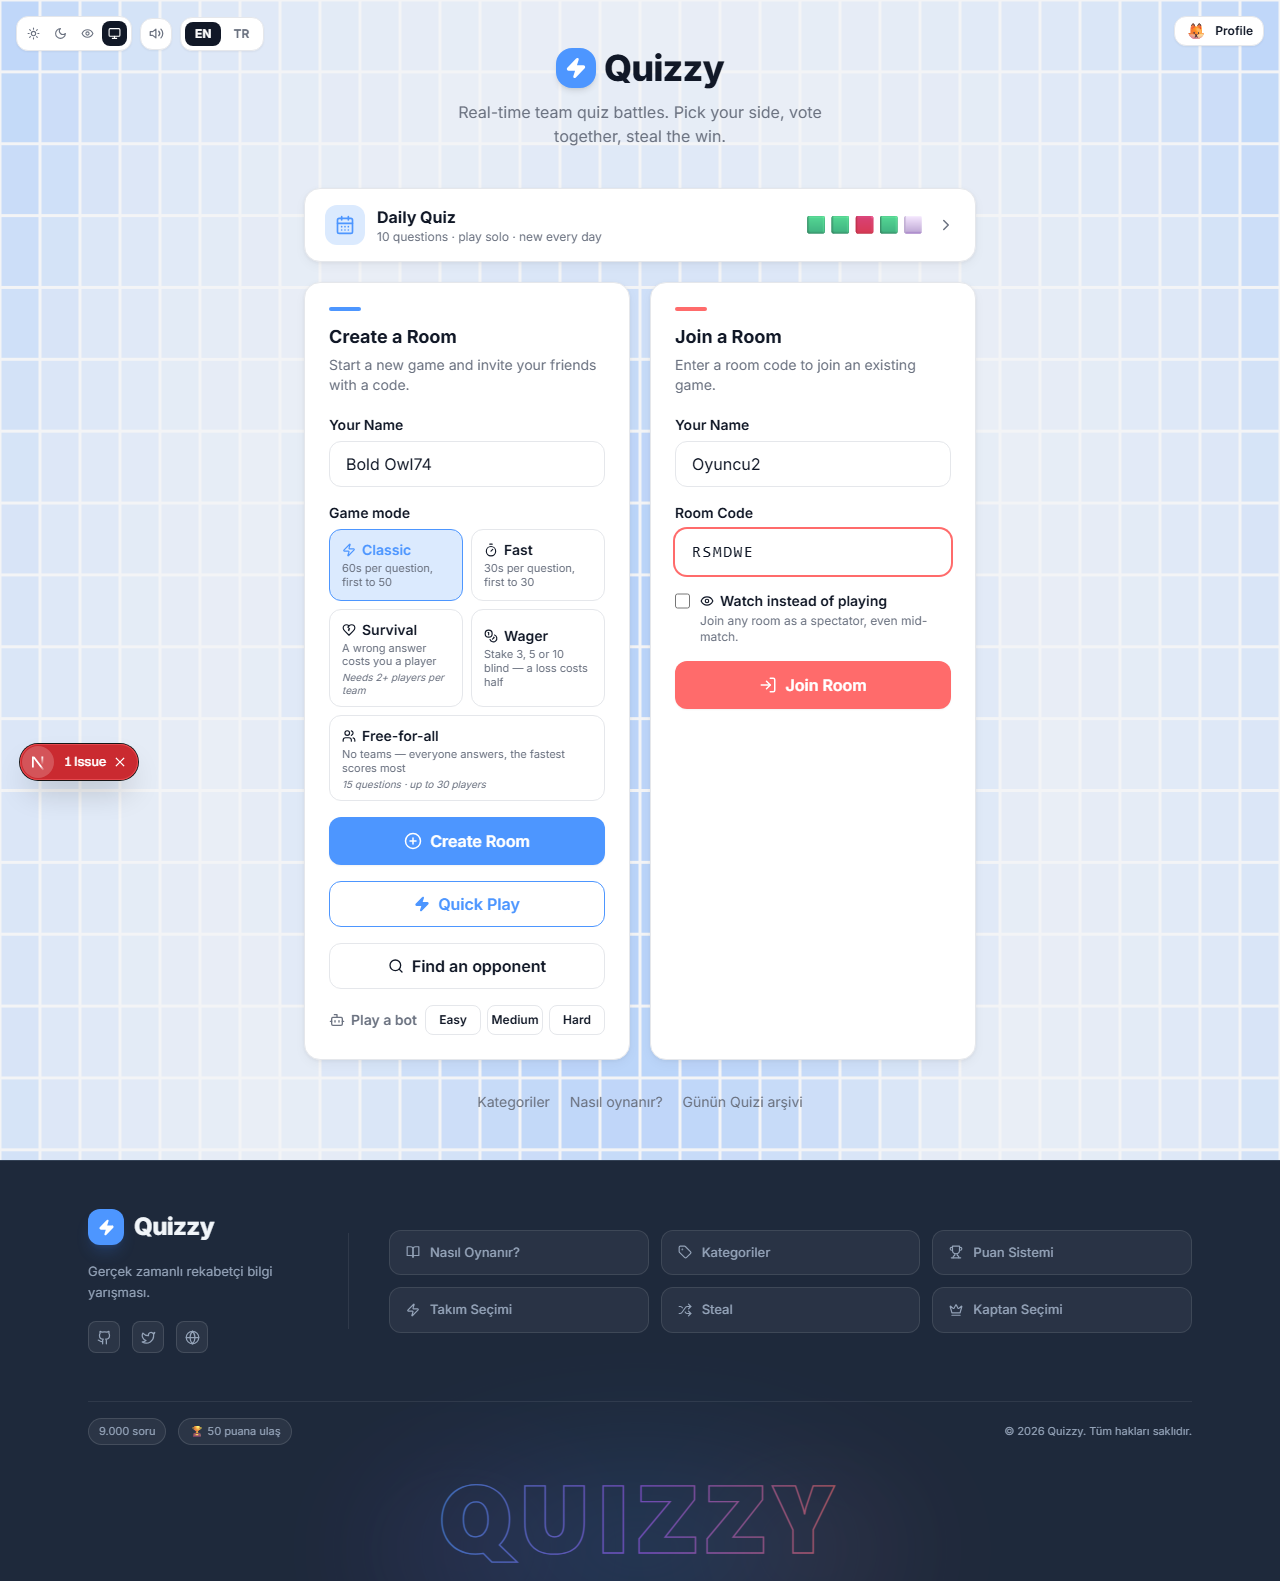 EN TR
Profile
Quizzy
Real-time team quiz battles. Pick your side, vote
together, steal the win.
Daily Quiz
10 questions · play solo · new every day
Create a Room
Start a new game and invite your friends
with a code.
Your Name
Bold Owl74
Game mode
Classic
60s per question,
first to 50
Fast
30s per question,
first to 30
Survival
A wrong answer
costs you a player
Needs 2+ players per
team
Wager
Stake 3, 5 or 10
blind — a loss costs
half
Free-for-all
No teams — everyone answers, the fastest
scores most
15 questions · up to 30 players
Create Room
Quick Play
Find an opponent
Play a bot Easy Medium Hard
Join a Room
Enter a room code to join an existing
game.
Your Name
Oyuncu2
Room Code
RSMDWE
Watch instead of playing
Join any room as a spectator, even mid-
match.
Join Room
N 1 Issue
Kategoriler Nasıl oynanır? Günün Quizi arşivi
Quizzy
Gerçek zamanlı rekabetçi bilgi
yarışması.
Nasıl Oynanır? Kategoriler Puan Sistemi
Takım Seçimi Steal Kaptan Seçimi
9.000 soru 50 puana ulaş
© 2026 Quizzy. Tüm hakları saklıdır.
QUIZZY